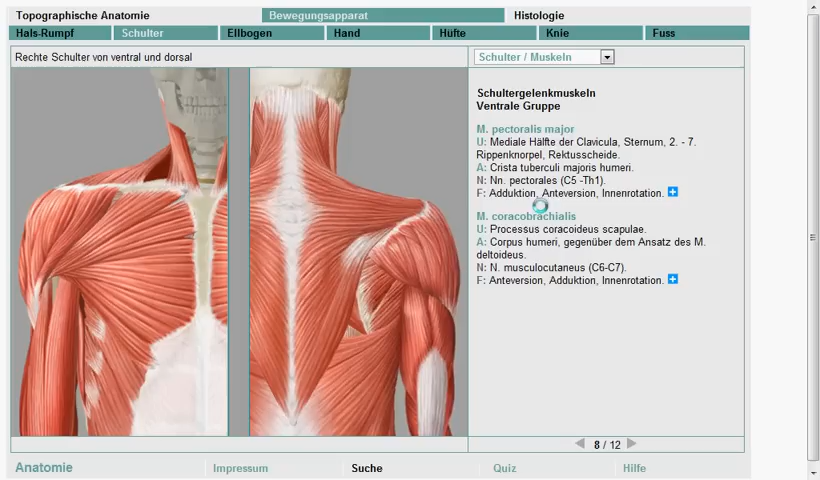 Topographische Anatomie
Bewegungsapparat
Histologie
Hals-Rumpf
Schulter
Ellbogen
Hand
Hüfte
Knie
Fuss
Rechte Schulter von ventral und dorsal
Schulter / Muskeln
Schultergelenkmuskeln
Ventrale Gruppe
M. pectoralis major
U: Mediale Hälfte der Clavicula, Sternum, 2. - 7.
Rippenknorpel, Rektusscheide.
A: Crista tuberculi majoris humeri.
N: Nn. pectorales (C5 -Th1).
F: Adduktion, Anteversion, Innenrotation.
M. coracobrachialis
U: Processus coracoideus scapulae.
A: Corpus humeri, gegenüber dem Ansatz des M.
deltoideus.
N: N. musculocutaneus (C6-C7).
F: Anteversion, Adduktion, Innenrotation.
8 / 12
Anatomie
Impressum
Suche
Quiz
Hilfe